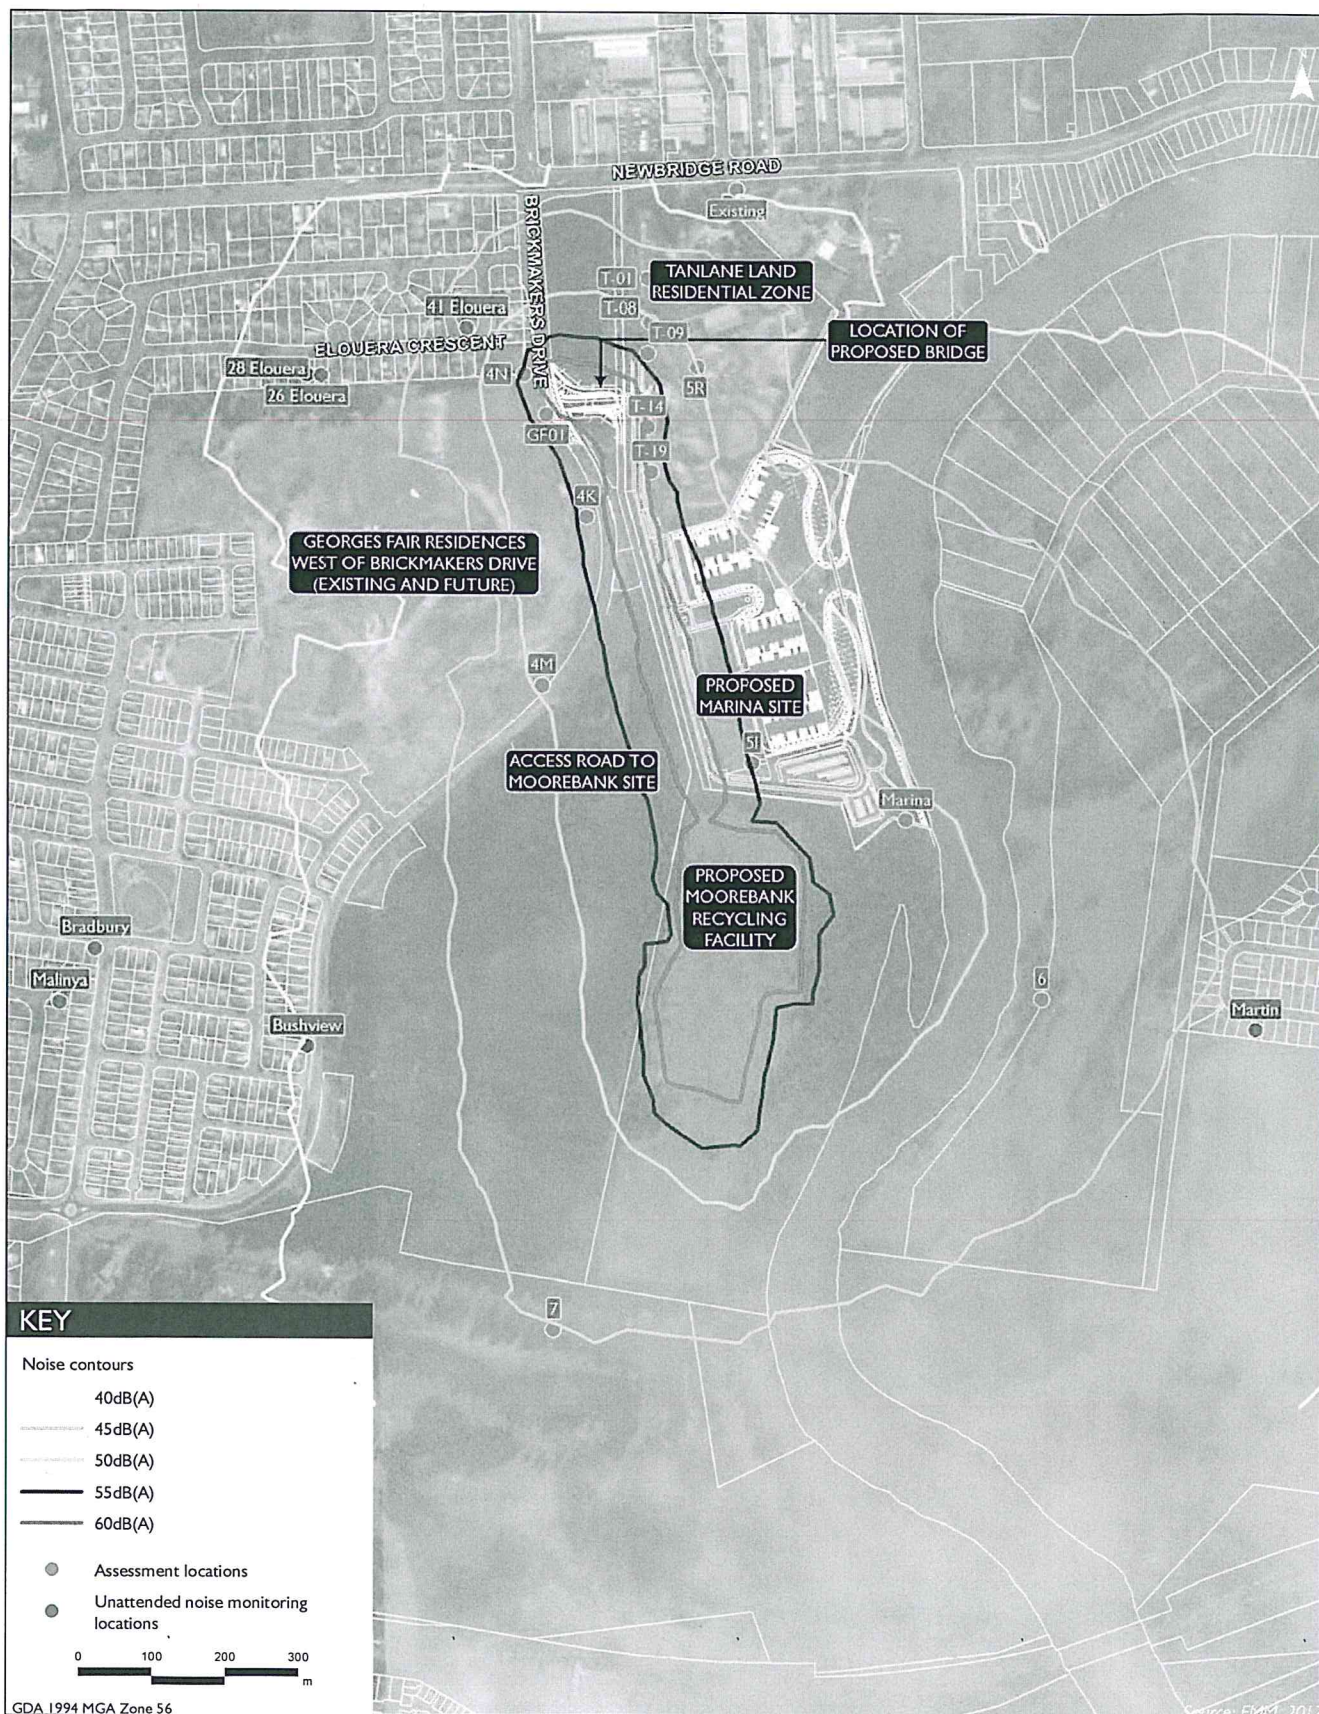 N
NEWBRIDGE ROAD
BRICKMAKERS DRIVE
Existing
T-01
TANLANE LAND
RESIDENTIAL ZONE
T-08
41 Elouera
T-09
LOCATION OF
PROPOSED BRIDGE
ELOUERA CRESCENT
28 Elouera
4N
5R
26 Elouera
T-14
GF01
T-19
4K
GEORGES FAIR RESIDENCES
WEST OF BRICKMAKERS DRIVE
(EXISTING AND FUTURE)
4M
PROPOSED
MARINA SITE
5I
ACCESS ROAD TO
MOOREBANK SITE
Marina
PROPOSED
MOOREBANK
RECYCLING
FACILITY
Bradbury
Malinya
6
Martin
Bushview
7
KEY
Noise contours
40dB(A)
45dB(A)
50dB(A)
55dB(A)
60dB(A)
Assessment locations
Unattended noise monitoring
locations
0 100 200 300
m
GDA 1994 MGA Zone 56
Source: EMM,